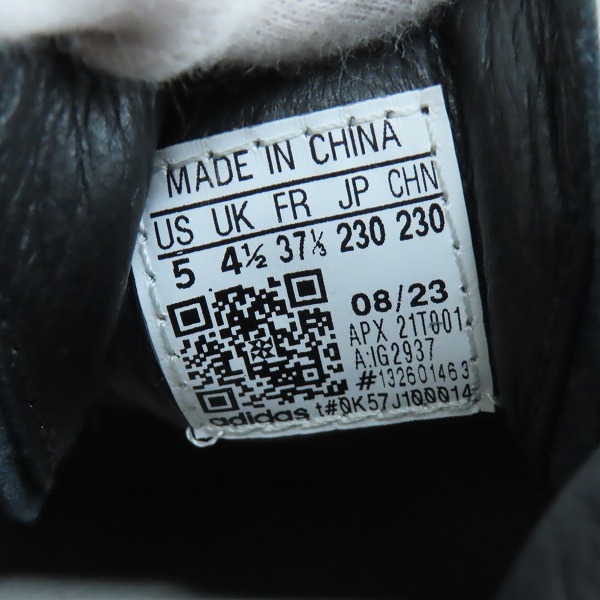 MADE IN CHINA
US UK FR JP CHN
5 4½ 37⅓ 230 230
08/23
APX 21T001
A:IG2937
#132601463
adidas t#0K57J100014